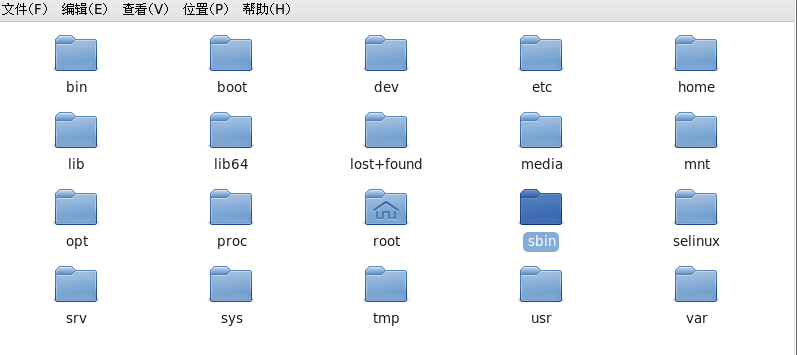 文件(F) 编辑(E) 查看(V) 位置(P) 帮助(H)
bin boot dev etc home
lib lib64 lost+found media mnt
opt proc root sbin selinux
srv sys tmp usr var